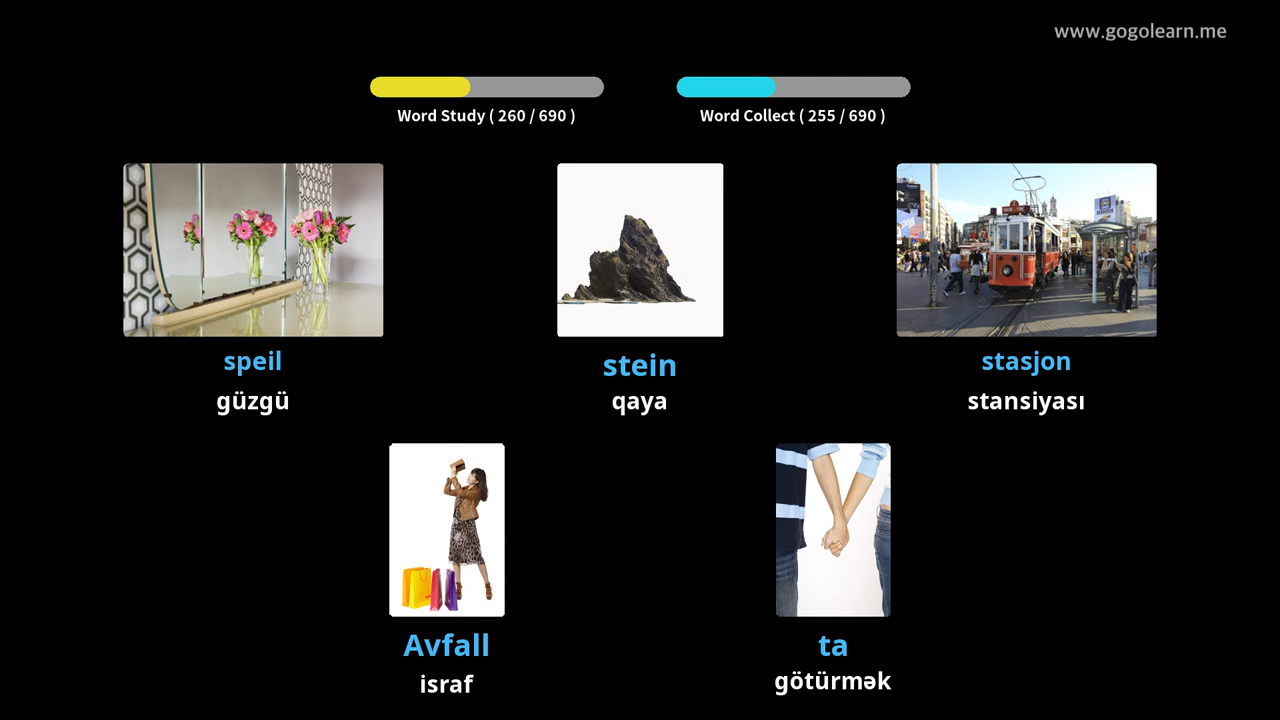 www.gogolearn.me
Word Study ( 260 / 690 )
Word Collect ( 255 / 690 )
speil
güzgü
stein
qaya
stasjon
stansiyası
Avfall
israf
ta
götürmək